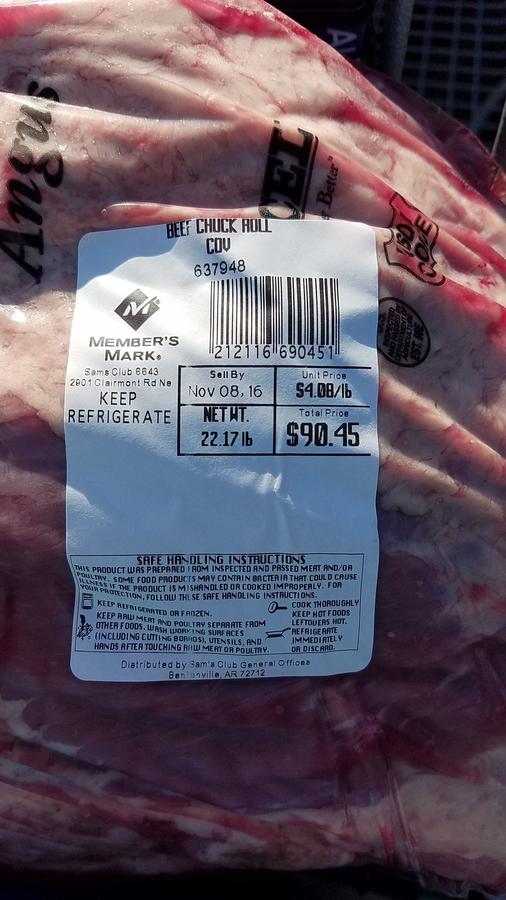 Angus
CEL
r Better
BEEF CHUCK ROLL
COV
637948
212116 690451
MEMBER'S
MARK®
Sams Club 6643
2901 Clairmont Rd Ne
KEEP
REFRIGERATE
Sell By
Nov 08, 16
Unit Price
$4.08/lb
NET WT.
22.17 lb
Total Price
$90.45
SAFE HANDLING INSTRUCTIONS
THIS PRODUCT WAS PREPARED FROM INSPECTED AND PASSED MEAT AND/OR
POULTRY. SOME FOOD PRODUCTS MAY CONTAIN BACTERIA THAT COULD CAUSE
ILLNESS IF THE PRODUCT IS MISHANDLED OR COOKED IMPROPERLY. FOR
YOUR PROTECTION, FOLLOW THESE SAFE HANDLING INSTRUCTIONS.
KEEP REFRIGERATED OR FROZEN.
KEEP RAW MEAT AND POULTRY SEPARATE FROM
OTHER FOODS. WASH WORKING SURFACES
(INCLUDING CUTTING BOARDS), UTENSILS, AND
HANDS AFTER TOUCHING RAW MEAT OR POULTRY.
COOK THOROUGHLY
KEEP HOT FOODS
LEFTOVERS HOT.
REFRIGERATE
IMMEDIATELY
OR DISCARD.
Distributed by Sam's Club General Offices
Bentonville, AR 72712